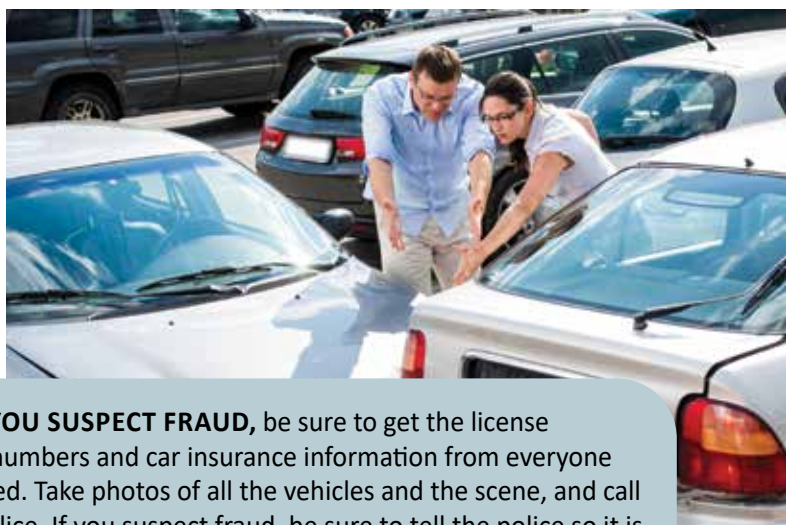 YOU SUSPECT FRAUD, be sure to get the license
numbers and car insurance information from everyone
ed. Take photos of all the vehicles and the scene, and call
lice. If you suspect fraud, be sure to tell the police so it is